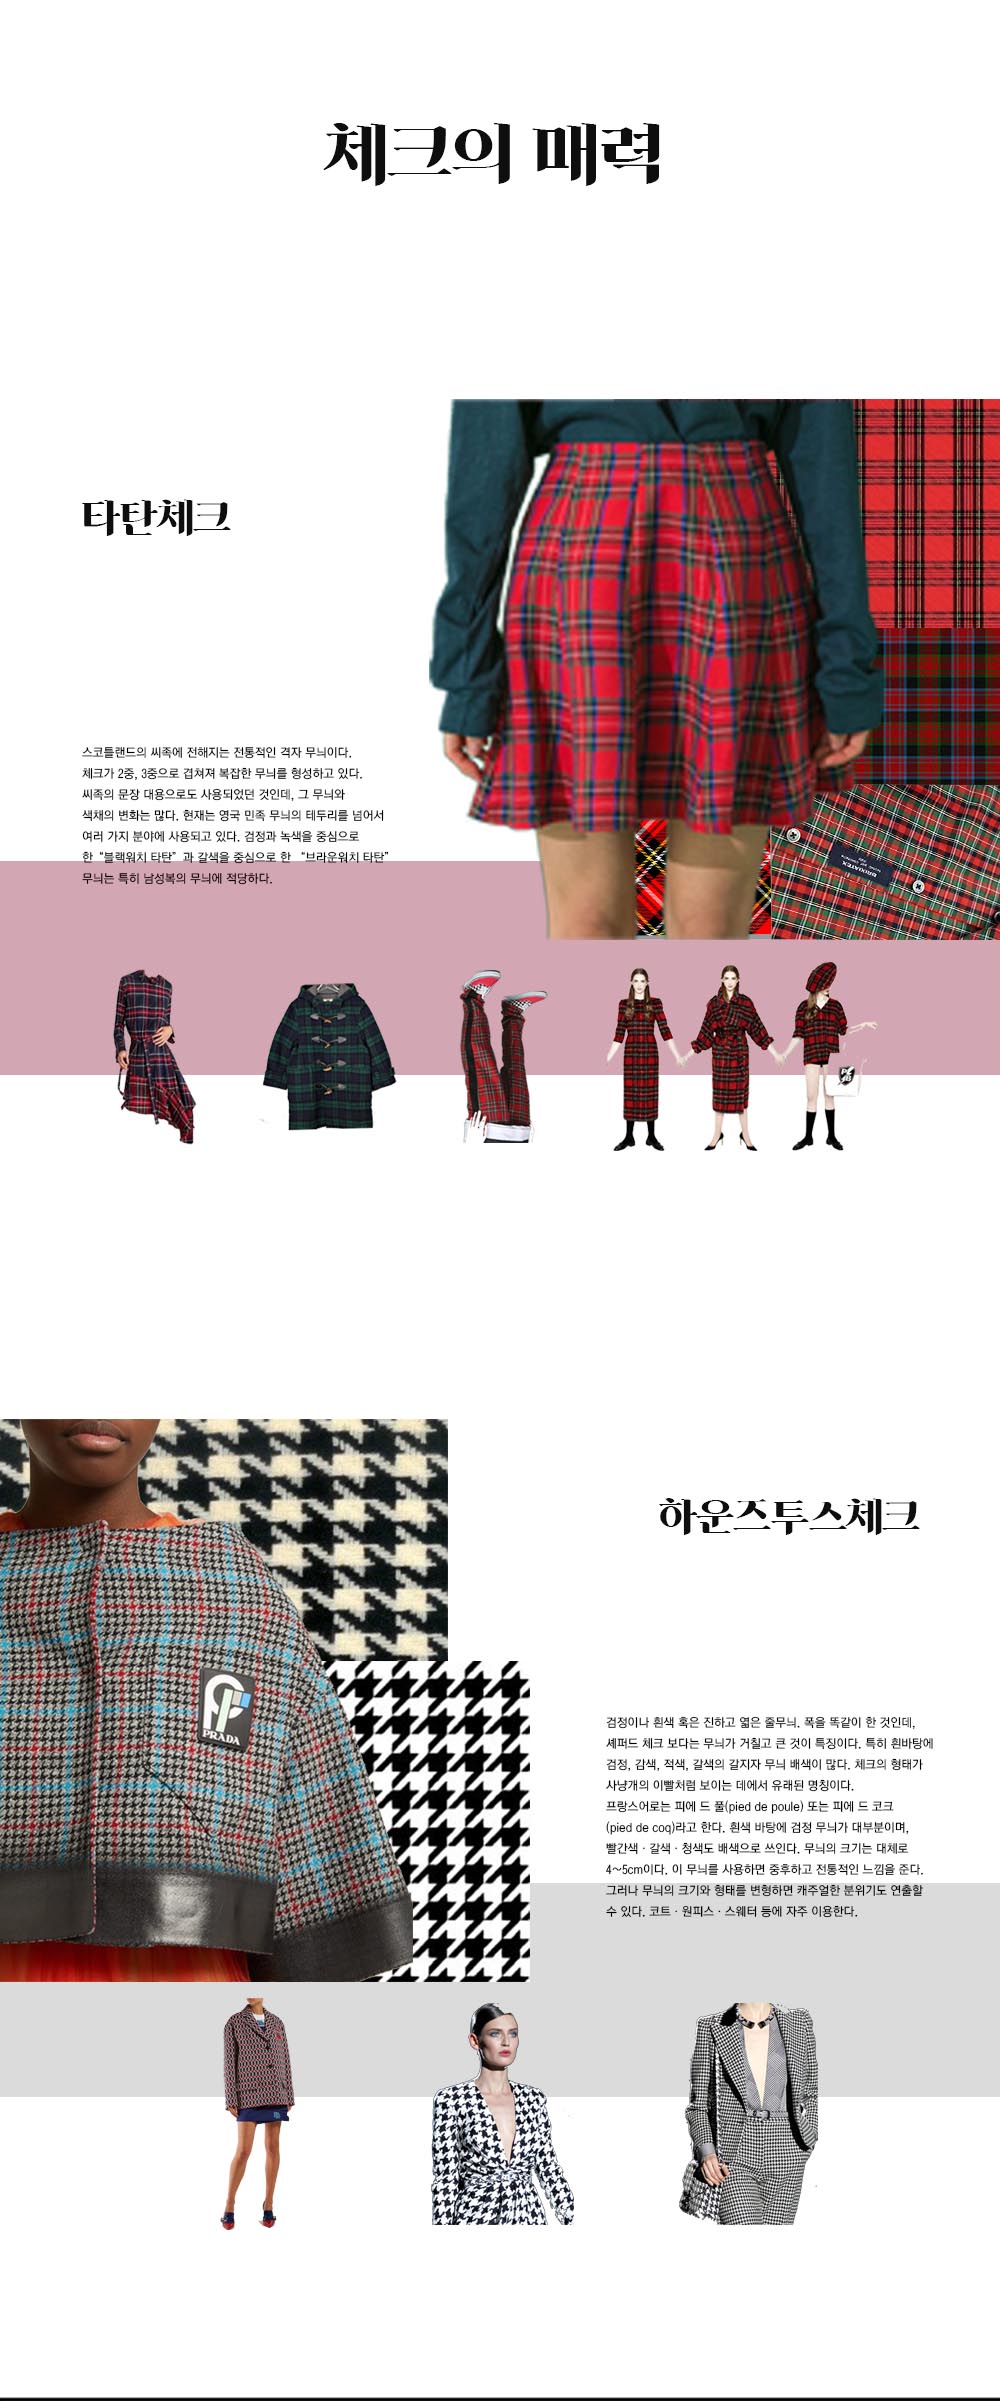 체크의 매력
타탄체크
스코틀랜드의 씨족에 전해지는 전통적인 격자 무늬이다.
체크가 2중, 3중으로 겹쳐져 복잡한 무늬를 형성하고 있다.
씨족의 문장 대용으로도 사용되었던 것인데, 그 무늬와
색채의 변화는 많다. 현재는 영국 민족 무늬의 테두리를 넘어서
여러 가지 분야에 사용되고 있다. 검정과 녹색을 중심으로
한 “블랙워치 타탄” 과 갈색을 중심으로 한 “브라운워치 타탄”
무늬는 특히 남성복의 무늬에 적당하다.
하운즈투스체크
PRADA
검정이나 흰색 혹은 진하고 엷은 줄무늬. 폭을 똑같이 한 것인데,
셰퍼드 체크 보다는 무늬가 거칠고 큰 것이 특징이다. 특히 흰바탕에
검정, 감색, 적색, 갈색의 갈지자 무늬 배색이 많다. 체크의 형태가
사냥개의 이빨처럼 보이는 데에서 유래된 명칭이다.
프랑스어로는 피에 드 풀(pied de poule) 또는 피에 드 코크
(pied de coq)라고 한다. 흰색 바탕에 검정 무늬가 대부분이며,
빨간색 · 갈색 · 청색도 배색으로 쓰인다. 무늬의 크기는 대체로
4~5cm이다. 이 무늬를 사용하면 중후하고 전통적인 느낌을 준다.
그러나 무늬의 크기와 형태를 변형하면 캐주얼한 분위기도 연출할
수 있다. 코트 · 원피스 · 스웨터 등에 자주 이용한다.